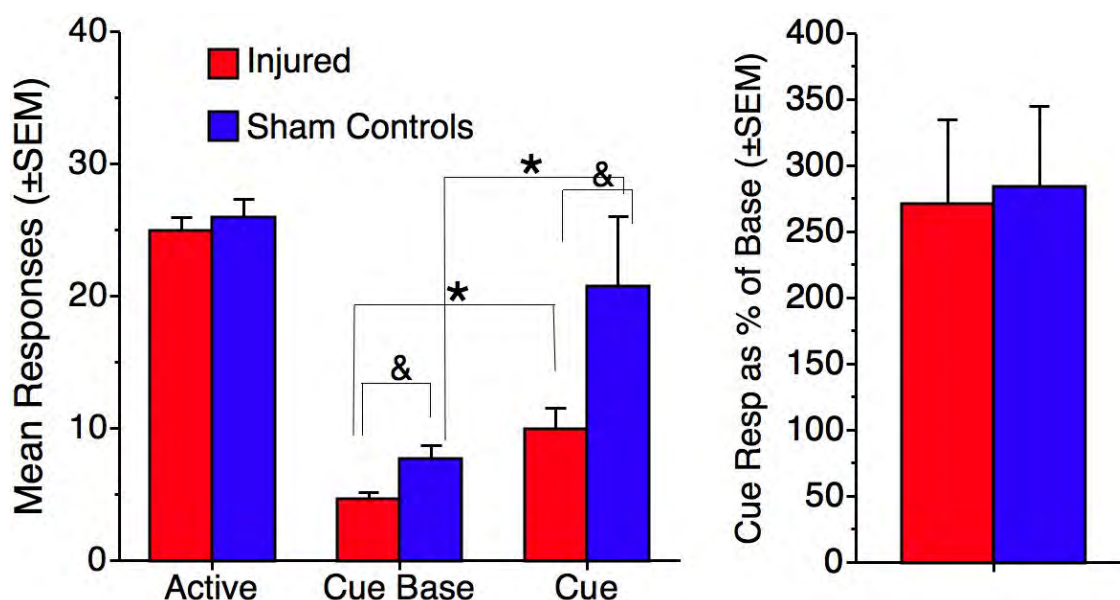 Mean Responses (±SEM)
40
30
20
10
0
Injured
Sham Controls
*
&
*
&
Active
Cue Base
Cue
Cue Resp as % of Base (±SEM)
400
350
300
250
200
150
100
50
0